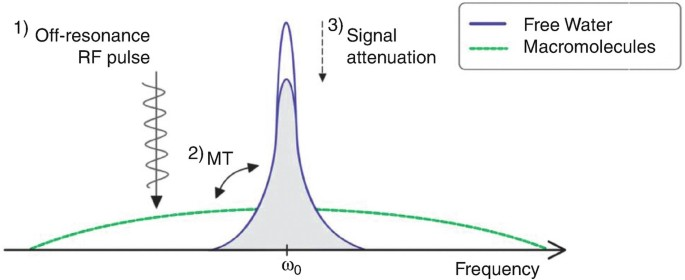 1) Off-resonance
RF pulse
2) MT
3) Signal
attenuation
Free Water
Macromolecules
ω0
Frequency